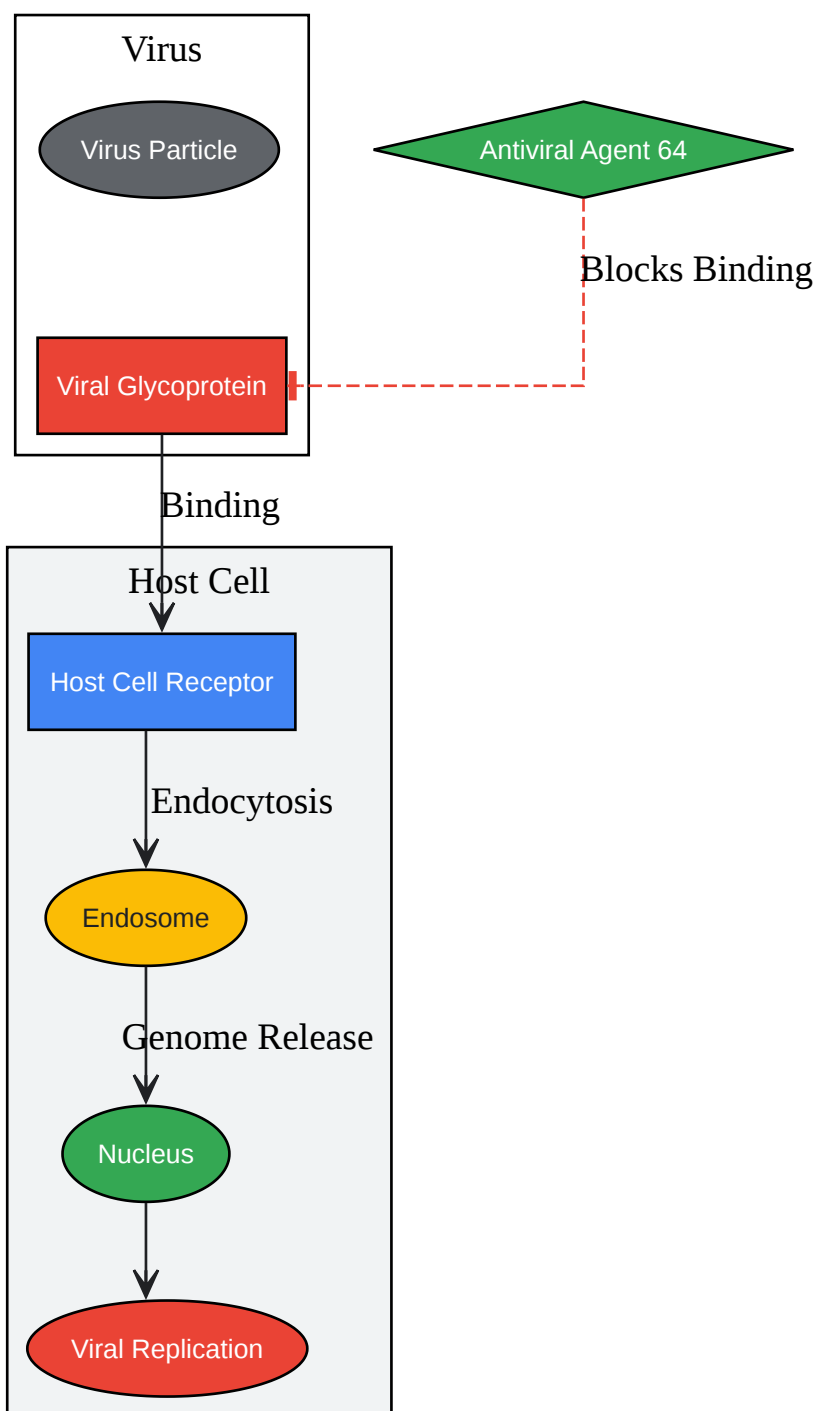 Virus
Virus Particle
Antiviral Agent 64
Blocks Binding
Viral Glycoprotein
Binding
Host Cell
Host Cell Receptor
Endocytosis
Endosome
Genome Release
Nucleus
Viral Replication